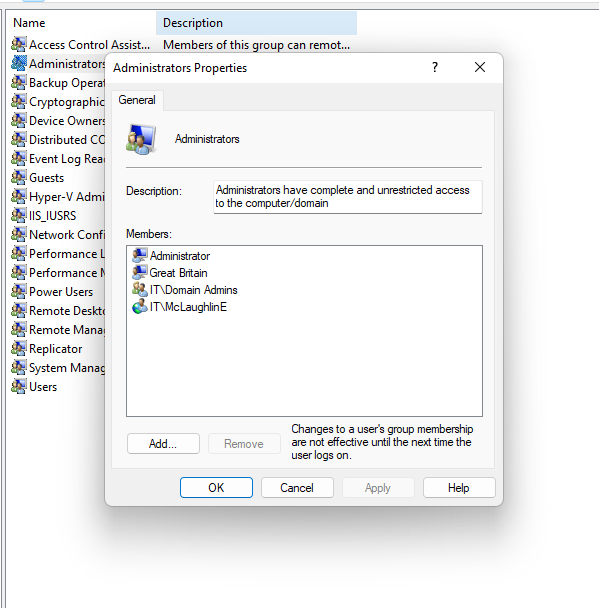 Name Description
Access Control Assist... Members of this group can remot...
Administrators
Backup Operat
Cryptographic
Device Owners
Distributed CO
Event Log Rea
Guests
Hyper-V Admi
IIS_IUSRS
Network Confi
Performance L
Performance M
Power Users
Remote Deskto
Remote Manag
Replicator
System Manag
Users
Administrators Properties ?
General
Administrators
Description: Administrators have complete and unrestricted access
to the computer/domain
Members:
Administrator
Great Britain
IT\Domain Admins
IT\McLaughlinE
Add... Remove Changes to a user's group membership
are not effective until the next time the
user logs on.
OK Cancel Apply Help